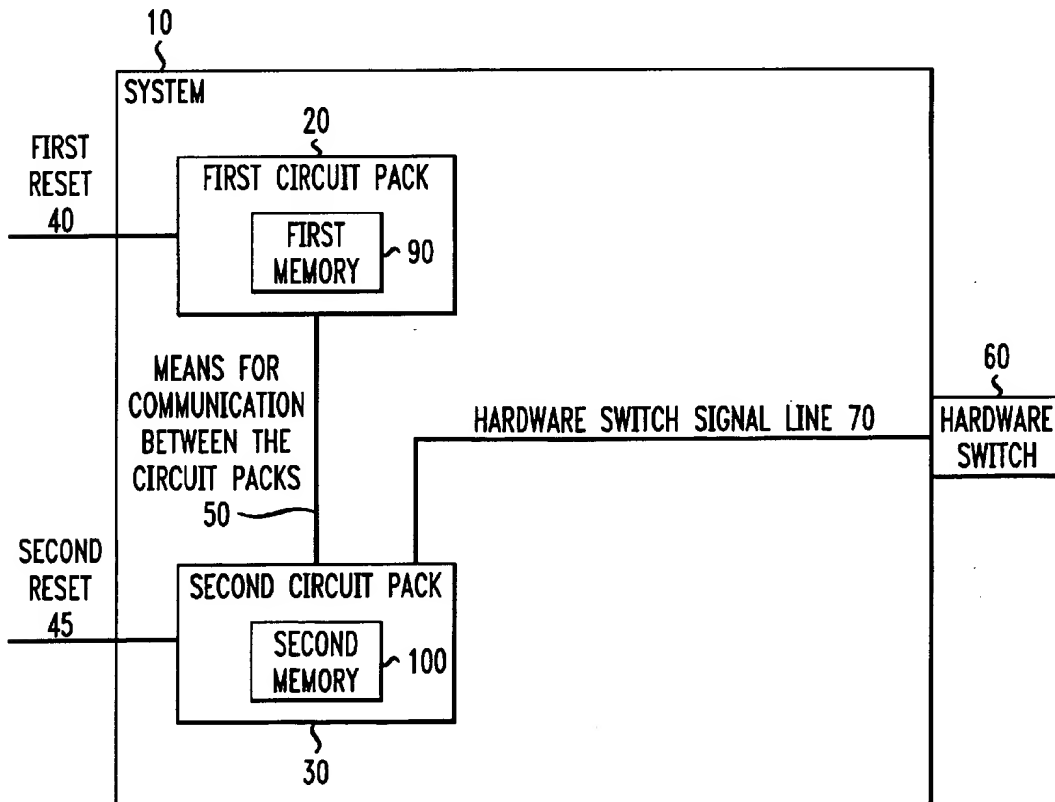 10
SYSTEM
20
FIRST
RESET
40
FIRST CIRCUIT PACK
FIRST
MEMORY
90
MEANS FOR
COMMUNICATION
BETWEEN THE
CIRCUIT PACKS
50
HARDWARE SWITCH SIGNAL LINE 70
60
HARDWARE
SWITCH
SECOND
RESET
45
SECOND CIRCUIT PACK
SECOND
MEMORY
100
30